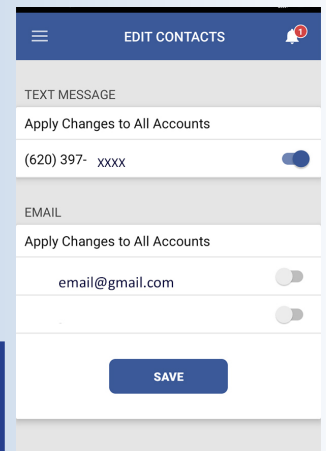 EDIT CONTACTS
1
TEXT MESSAGE
Apply Changes to All Accounts
(620) 397- xxxx
EMAIL
Apply Changes to All Accounts
email@gmail.com
SAVE